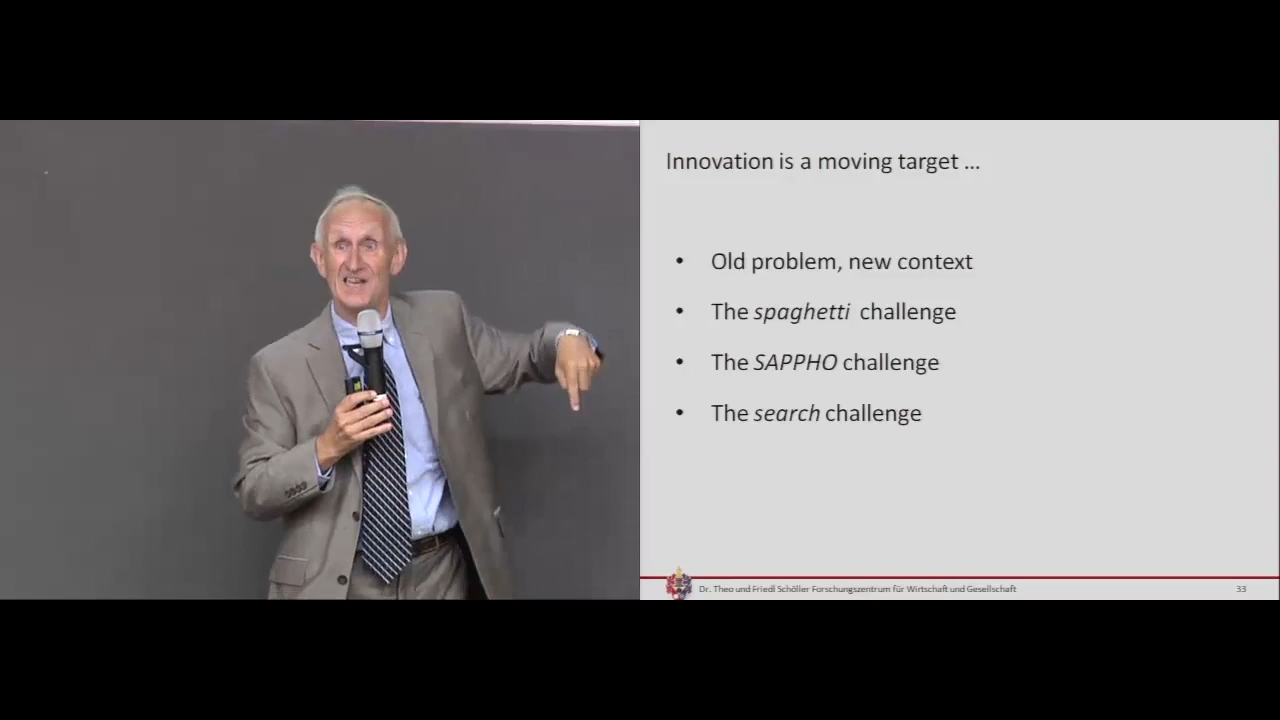 Innovation is a moving target ...
• Old problem, new context
• The spaghetti challenge
• The SAPPHO challenge
• The search challenge
Dr. Theo und Friedl Schöller Forschungszentrum für Wirtschaft und Gesellschaft
33